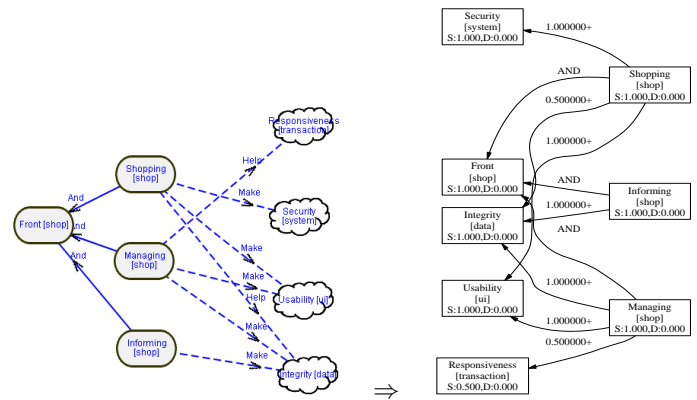 Responsiveness
[transaction]
Help
Shopping
[shop]
Make
And
Security
[system]
Front [shop]
And
Make
Managing
[shop]
And
Make
Help
Usability [ui]
Make
Informing
[shop]
Make
Integrity [data]
⇒
Security
[system]
S:1.000,D:0.000
1.000000+
Shopping
[shop]
S:1.000,D:0.000
AND
0.500000+
1.000000+
Front
[shop]
S:1.000,D:0.000
AND
Informing
[shop]
S:1.000,D:0.000
1.000000+
Integrity
[data]
S:1.000,D:0.000
AND
Usability
[ui]
S:1.000,D:0.000
1.000000+
Managing
[shop]
S:1.000,D:0.000
1.000000+
0.500000+
Responsiveness
[transaction]
S:0.500,D:0.000